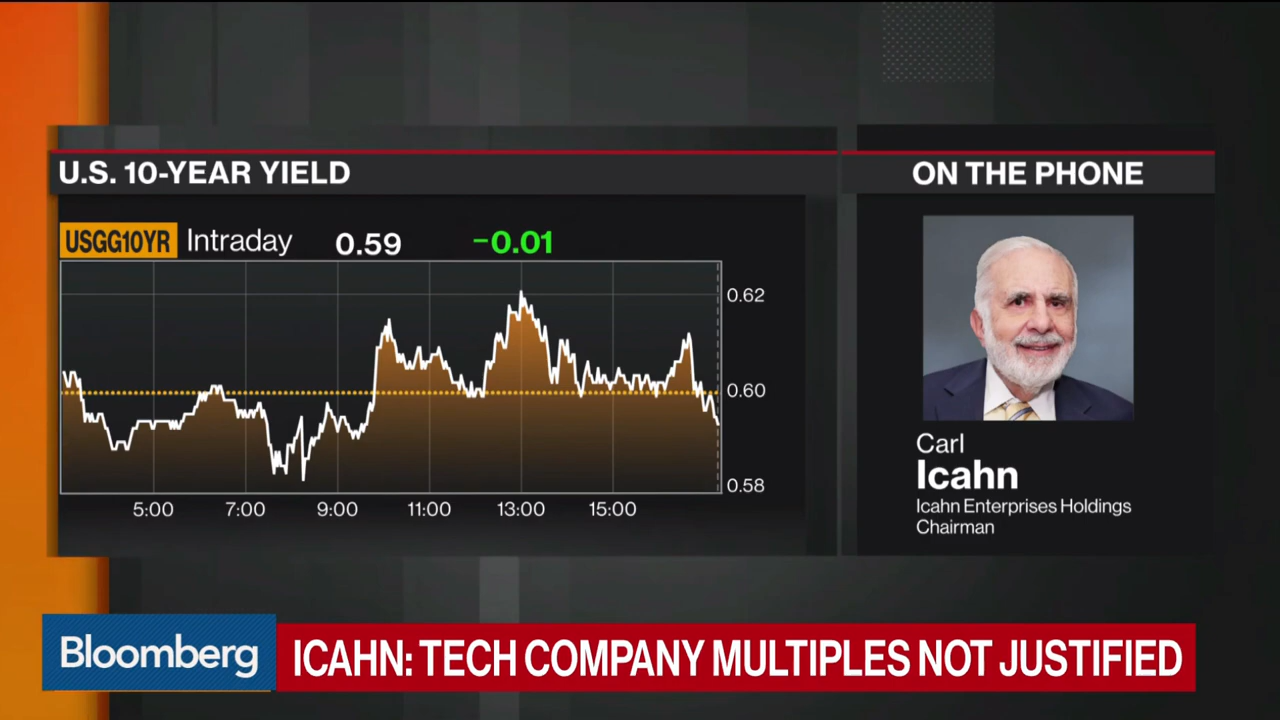 U.S. 10-YEAR YIELD
USGG10YR Intraday 0.59 -0.01
0.62
0.60
0.58
5:00 7:00 9:00 11:00 13:00 15:00
ON THE PHONE
Carl
Icahn
Icahn Enterprises Holdings
Chairman
Bloomberg
ICAHN: TECH COMPANY MULTIPLES NOT JUSTIFIED